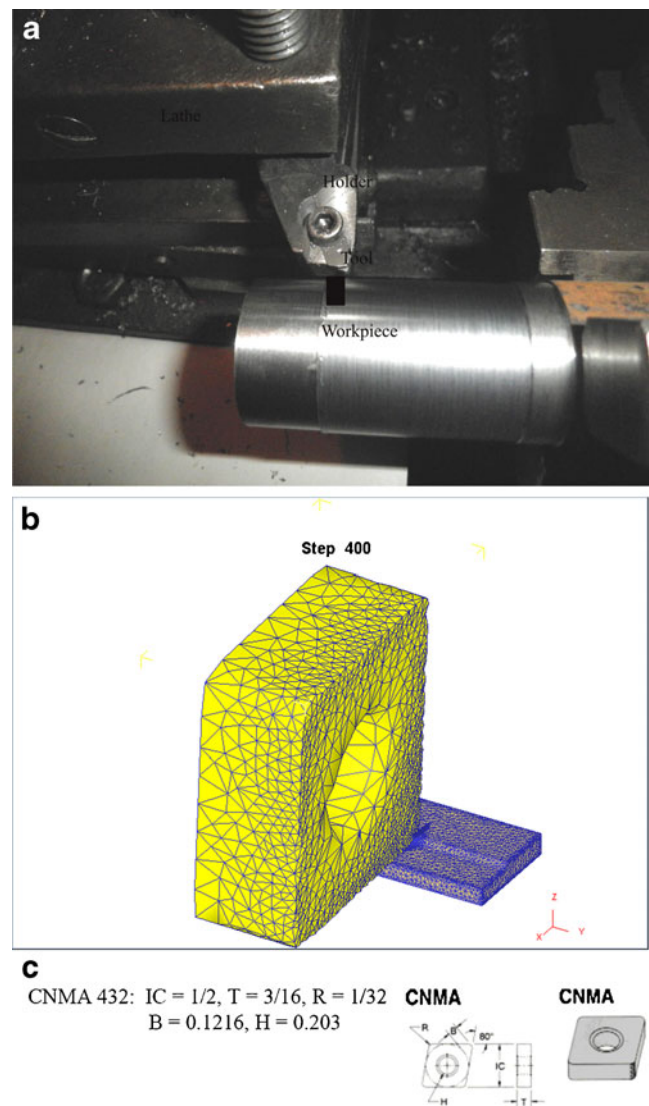 a
Lathe
Holder
Tool
Workpiece
b
Step 400
Z
X
Y
c
CNMA 432: IC = 1/2, T = 3/16, R = 1/32
B = 0.1216, H = 0.203
CNMA
CNMA
R
B
80°
IC
H
T